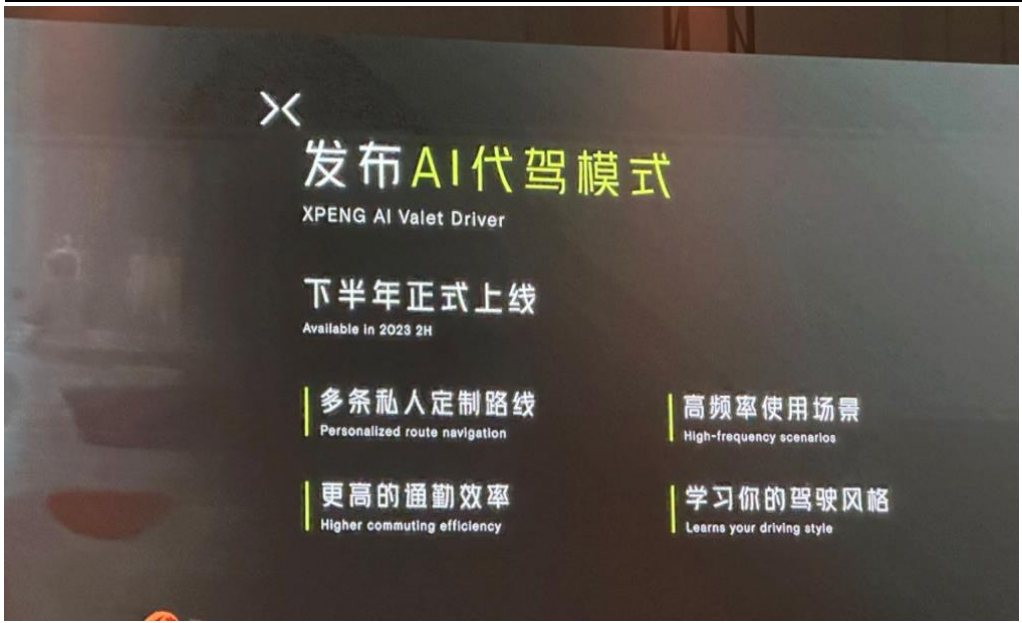 发布AI代驾模式
XPENG AI Valet Driver
下半年正式上线
Available in 2023 2H
多条私人定制路线
Personalized route navigation
高频率使用场景
High-frequency scenarios
更高的通勤效率
Higher commuting efficiency
学习你的驾驶风格
Learns your driving style